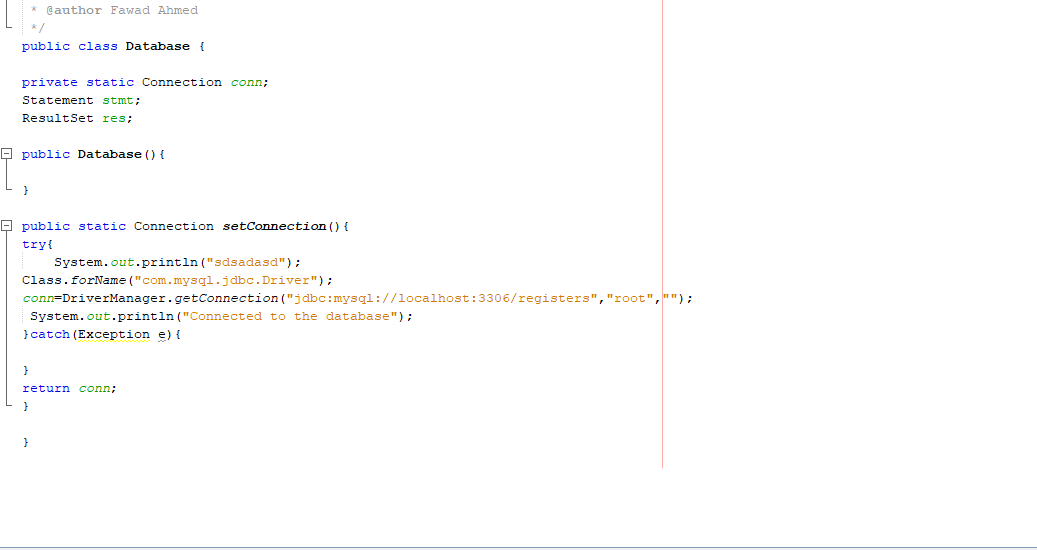 * @author Fawad Ahmed
*/
public class Database {
private static Connection conn;
Statement stmt;
ResultSet res;
public Database(){
}
public static Connection setConnection(){
try{
System.out.println("sdsadasd");
Class.forName("com.mysql.jdbc.Driver");
conn=DriverManager.getConnection("jdbc:mysql://localhost:3306/registers","root","");
System.out.println("Connected to the database");
}catch(Exception e){
}
return conn;
}
}